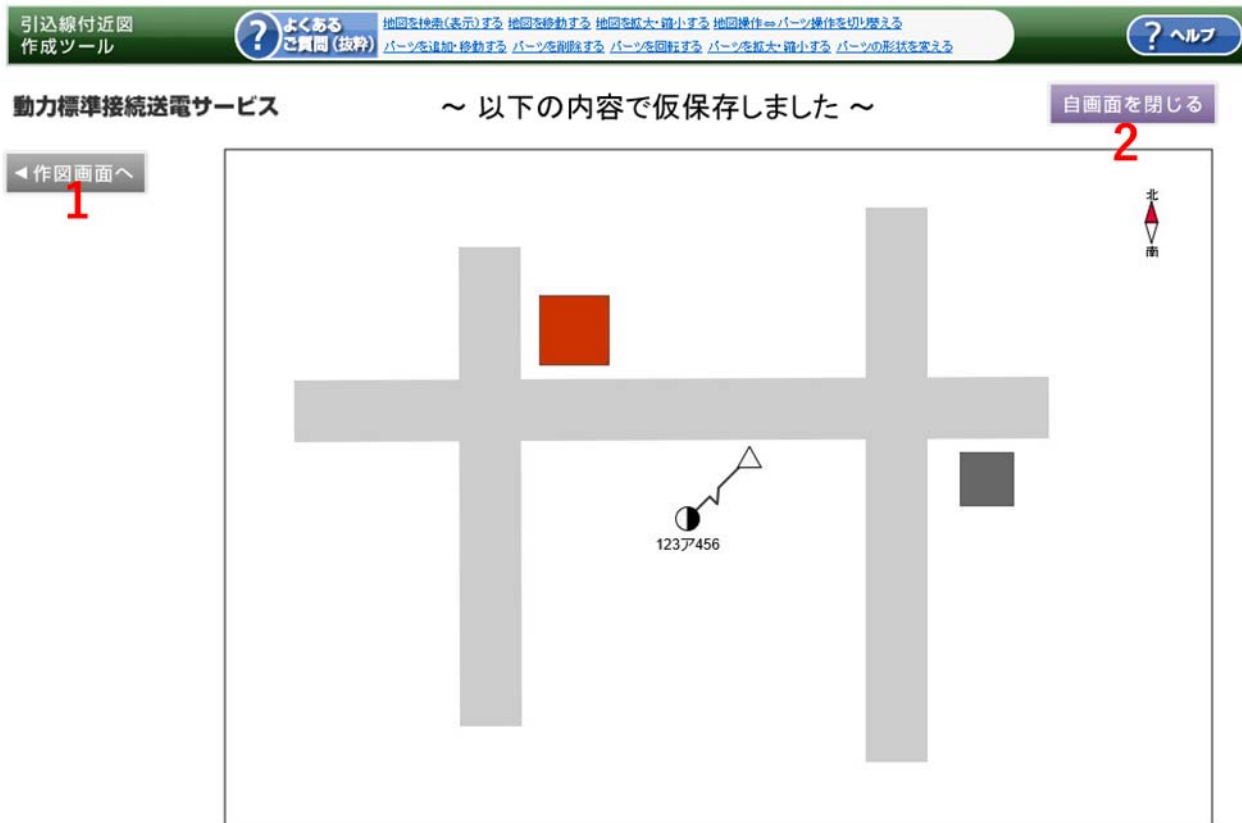 引込線付近図
作成ツール
?
よくある
ご質問 (抜粋)
地図を検索(表示)する 地図を移動する 地図を拡大・縮小する 地図操作⇔パーツ操作を切り替える
パーツを追加・移動する パーツを削除する パーツを回転する パーツを拡大・縮小する パーツの形状を変える
? ヘルプ
動力標準接続送電サービス
~ 以下の内容で仮保存しました ~
自画面を閉じる
2
◀作図画面へ
1
北
南
123ア456